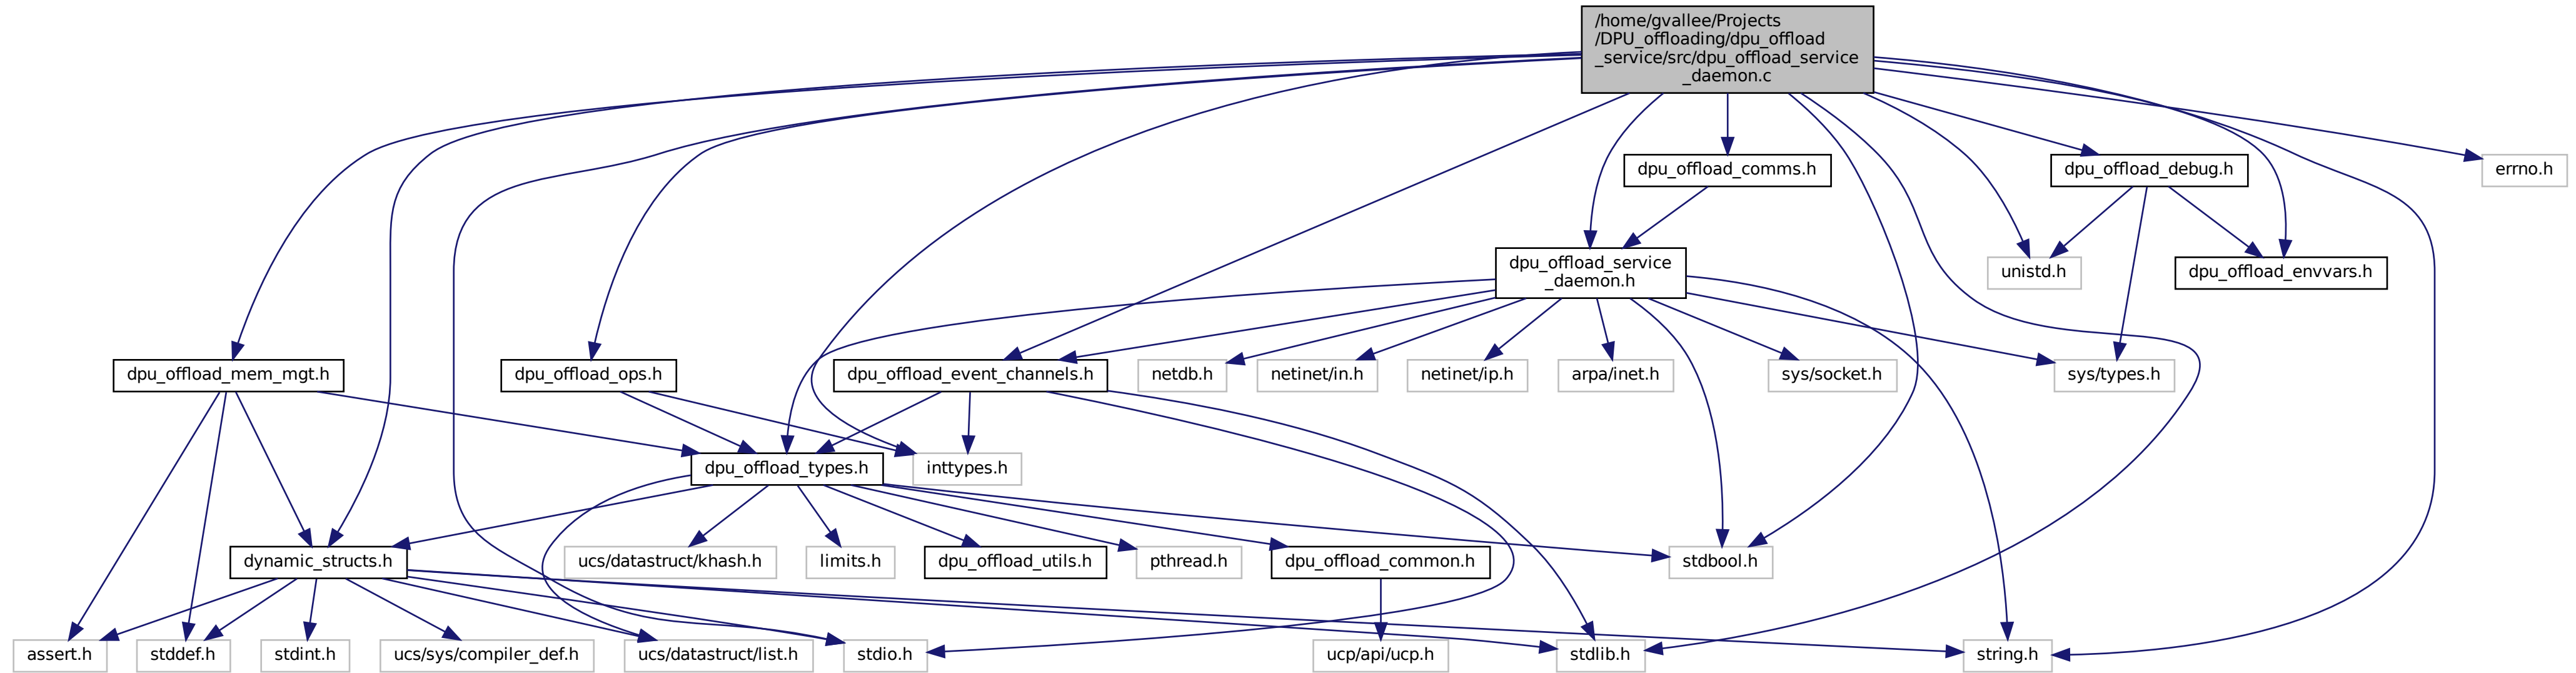 /home/gvallee/Projects
/DPU_offloading/dpu_offload
_service/src/dpu_offload_service
_daemon.c
dpu_offload_comms.h
dpu_offload_debug.h
errno.h
dpu_offload_service
_daemon.h
unistd.h
dpu_offload_envvars.h
dpu_offload_mem_mgt.h
dpu_offload_ops.h
dpu_offload_event_channels.h
netdb.h
netinet/in.h
netinet/ip.h
arpa/inet.h
sys/socket.h
sys/types.h
dpu_offload_types.h
inttypes.h
dynamic_structs.h
ucs/datastruct/khash.h
limits.h
dpu_offload_utils.h
pthread.h
dpu_offload_common.h
stdbool.h
assert.h
stddef.h
stdint.h
ucs/sys/compiler_def.h
ucs/datastruct/list.h
stdio.h
ucp/api/ucp.h
stdlib.h
string.h